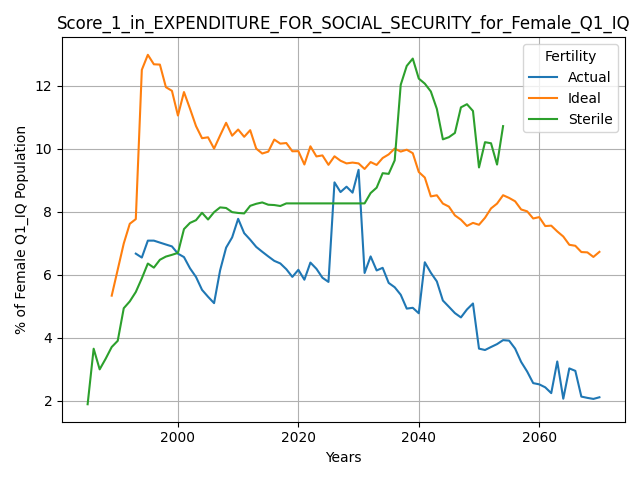 Score_1_in_EXPENDITURE_FOR_SOCIAL_SECURITY_for_Female_Q1_IQ
Fertility
Actual
Ideal
Sterile
% of Female Q1_IQ Population
12
10
8
6
4
2
2000
2020
2040
2060
Years